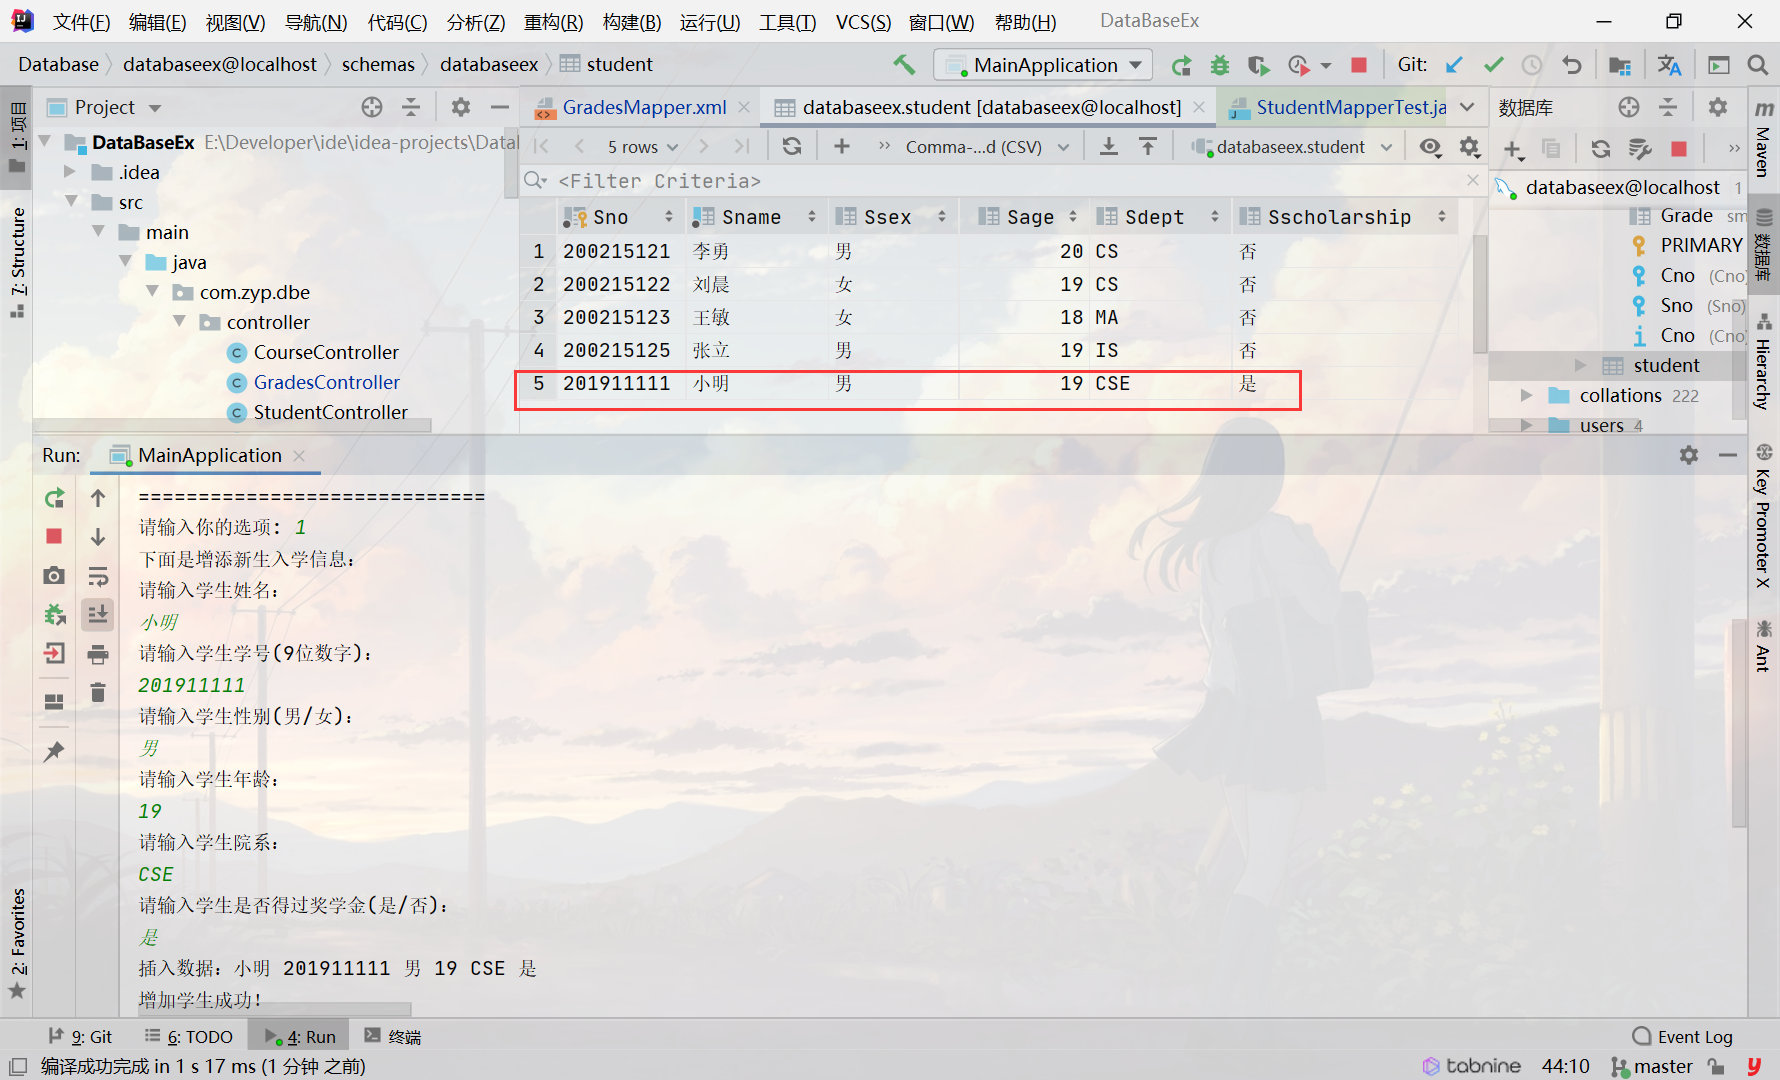 文件(F) 编辑(E) 视图(V) 导航(N) 代码(C) 分析(Z) 重构(R) 构建(B) 运行(U) 工具(T) VCS(S) 窗口(W) 帮助(H) DataBaseEx
Database databaseex@localhost schemas databaseex student MainApplication Git:
Project
GradesMapper.xml databaseex.student [databaseex@localhost] StudentMapperTest.ja 数据库
1: 项目
7: Structure
2: Favorites
DataBaseEx E:\Developer\ide\idea-projects\Data
.idea
src
main
java
com.zyp.dbe
controller
CourseController
GradesController
StudentController
5 rows Comma-...d (CSV) databaseex.student
<Filter Criteria>
Sno Sname Ssex Sage Sdept Sscholarship
1 200215121 李勇 男 20 CS 否
2 200215122 刘晨 女 19 CS 否
3 200215123 王敏 女 18 MA 否
4 200215125 张立 男 19 IS 否
5 201911111 小明 男 19 CSE 是
databaseex@localhost 1
Grade sm
PRIMARY
Cno (Cno)
Sno (Sno)
Cno (Cno)
student
collations 222
users 4
Maven
数据库
Hierarchy
Key Promoter X
Ant
Run: MainApplication
=============================
请输入你的选项: 1
下面是增添新生入学信息:
请输入学生姓名:
小明
请输入学生学号(9位数字):
201911111
请输入学生性别(男/女):
男
请输入学生年龄:
19
请输入学生院系:
CSE
请输入学生是否得过奖学金(是/否):
是
插入数据: 小明 201911111 男 19 CSE 是
增加学生成功!
9: Git 6: TODO 4: Run 终端 Event Log
编译成功完成 in 1 s 17 ms (1 分钟 之前) tabnine 44:10 master